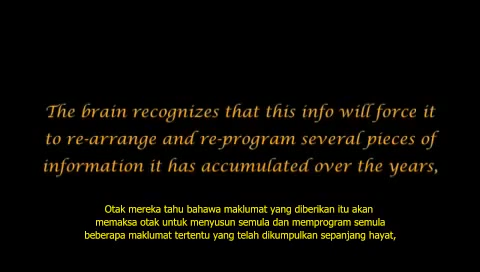 The brain recognizes that this info will force it
to re-arrange and re-program several pieces of
information it has accumulated over the years,
Otak mereka tahu bahawa maklumat yang diberikan itu akan
memaksa otak untuk menyusun semula dan memprogram semula
beberapa maklumat tertentu yang telah dikumpulkan sepanjang hayat,